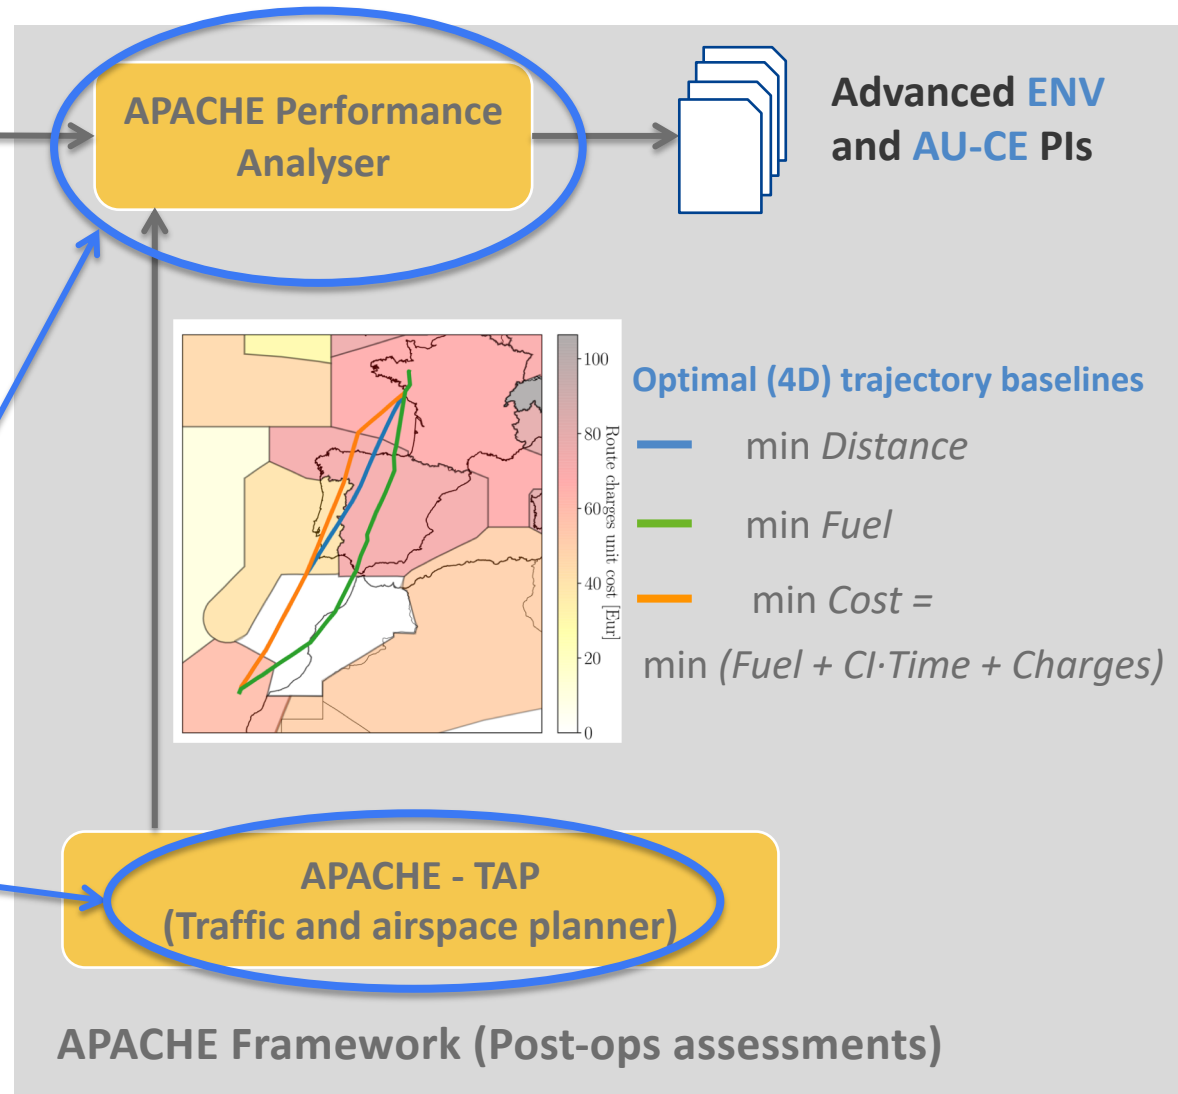 APACHE Performance
Analyser
Advanced ENV
and AU-CE PIs
100
80
60
40
20
0
Route charges unit cost [Eur]
Optimal (4D) trajectory baselines
min Distance
min Fuel
min Cost =
min (Fuel + CI·Time + Charges)
APACHE - TAP
(Traffic and airspace planner)
APACHE Framework (Post-ops assessments)